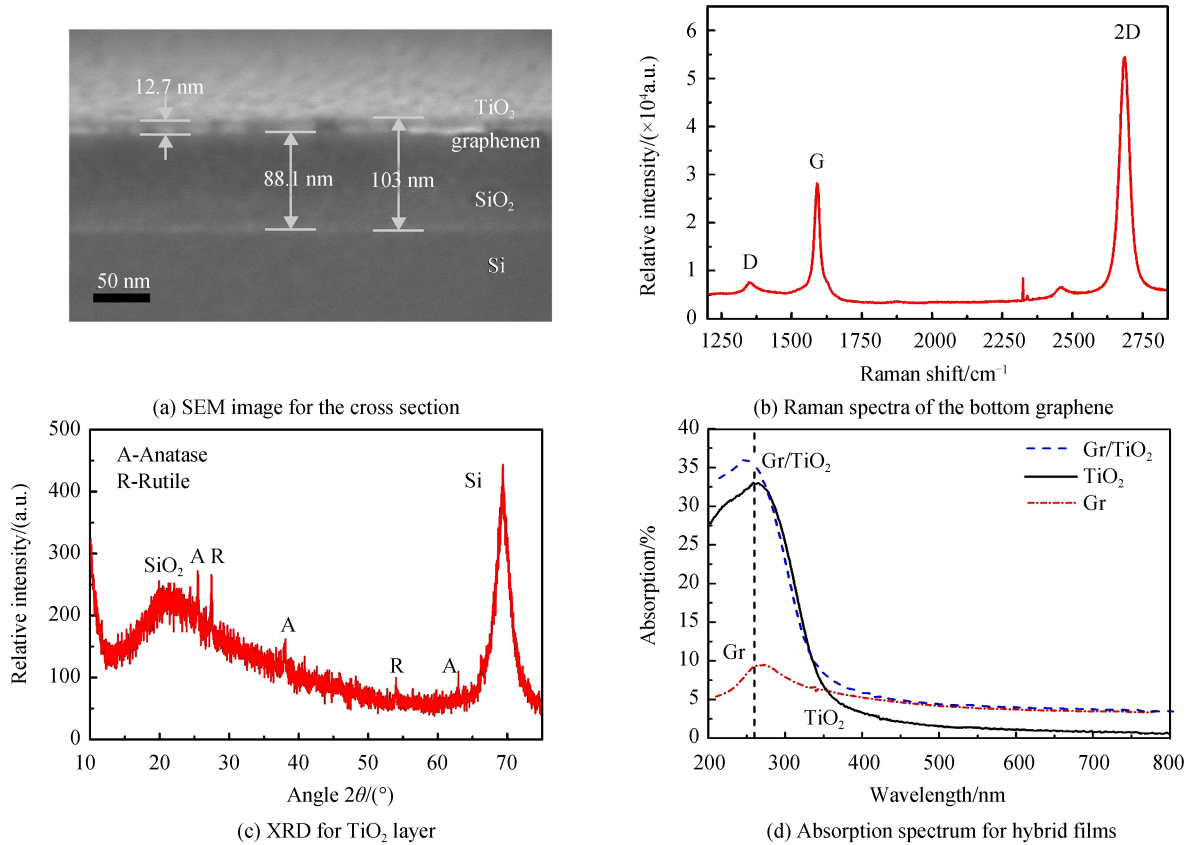 12.7 nm
TiO₂
graphenen
88.1 nm
103 nm
SiO₂
Si
50 nm
(a) SEM image for the cross section
Relative intensity/(×10⁴a.u.)
6
5
4
3
2
1
0
D
G
2D
1250
1500
1750
2000
2250
2500
2750
Raman shift/cm⁻¹
(b) Raman spectra of the bottom graphene
Relative intensity/(a.u.)
500
400
300
200
100
0
A-Anatase
R-Rutile
SiO₂
A
R
A
R
A
Si
10
20
30
40
50
60
70
Angle 2θ/(°)
(c) XRD for TiO₂ layer
Absorption/%
40
35
30
25
20
15
10
5
0
Gr/TiO₂
Gr
TiO₂
Gr/TiO₂
TiO₂
Gr
200
300
400
500
600
700
800
Wavelength/nm
(d) Absorption spectrum for hybrid films